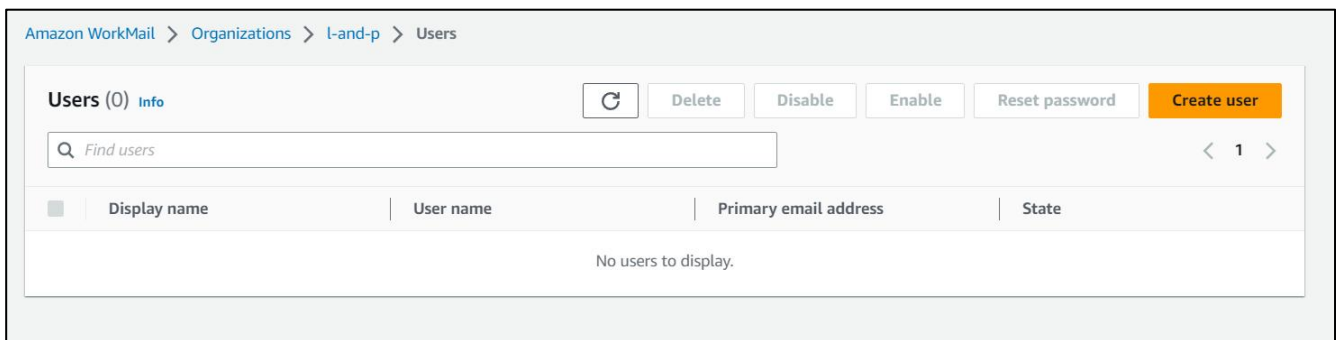 Amazon WorkMail > Organizations > l-and-p > Users
Users (0) Info Delete Disable Enable Reset password Create user
Find users < 1 >
Display name User name Primary email address State
No users to display.